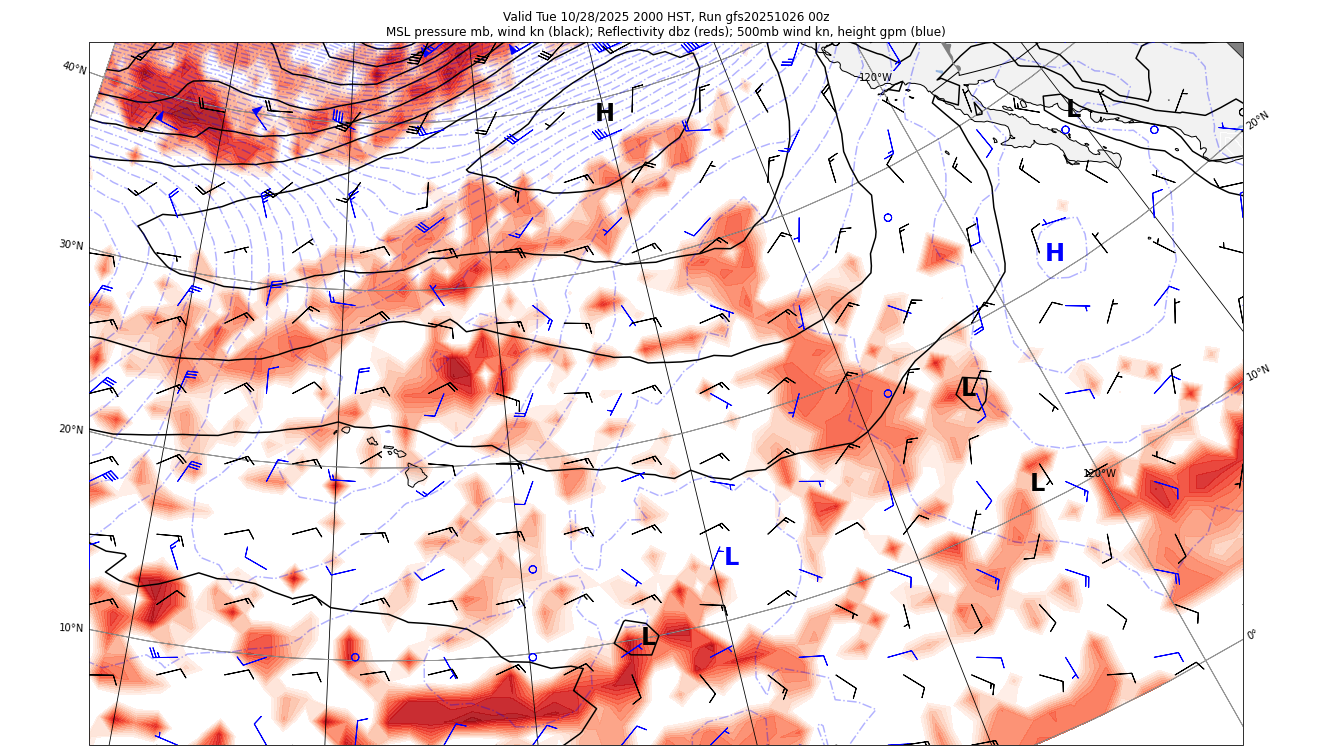 Valid Tue 10/28/2025 2000 HST, Run gfs20251026 00z
MSL pressure mb, wind kn (black); Reflectivity dbz (reds); 500mb wind kn, height gpm (blue)
40°N
120°W
H
L
20°N
30°N
H
10°N
L
20°N
L
120°W
L
10°N
L
0°